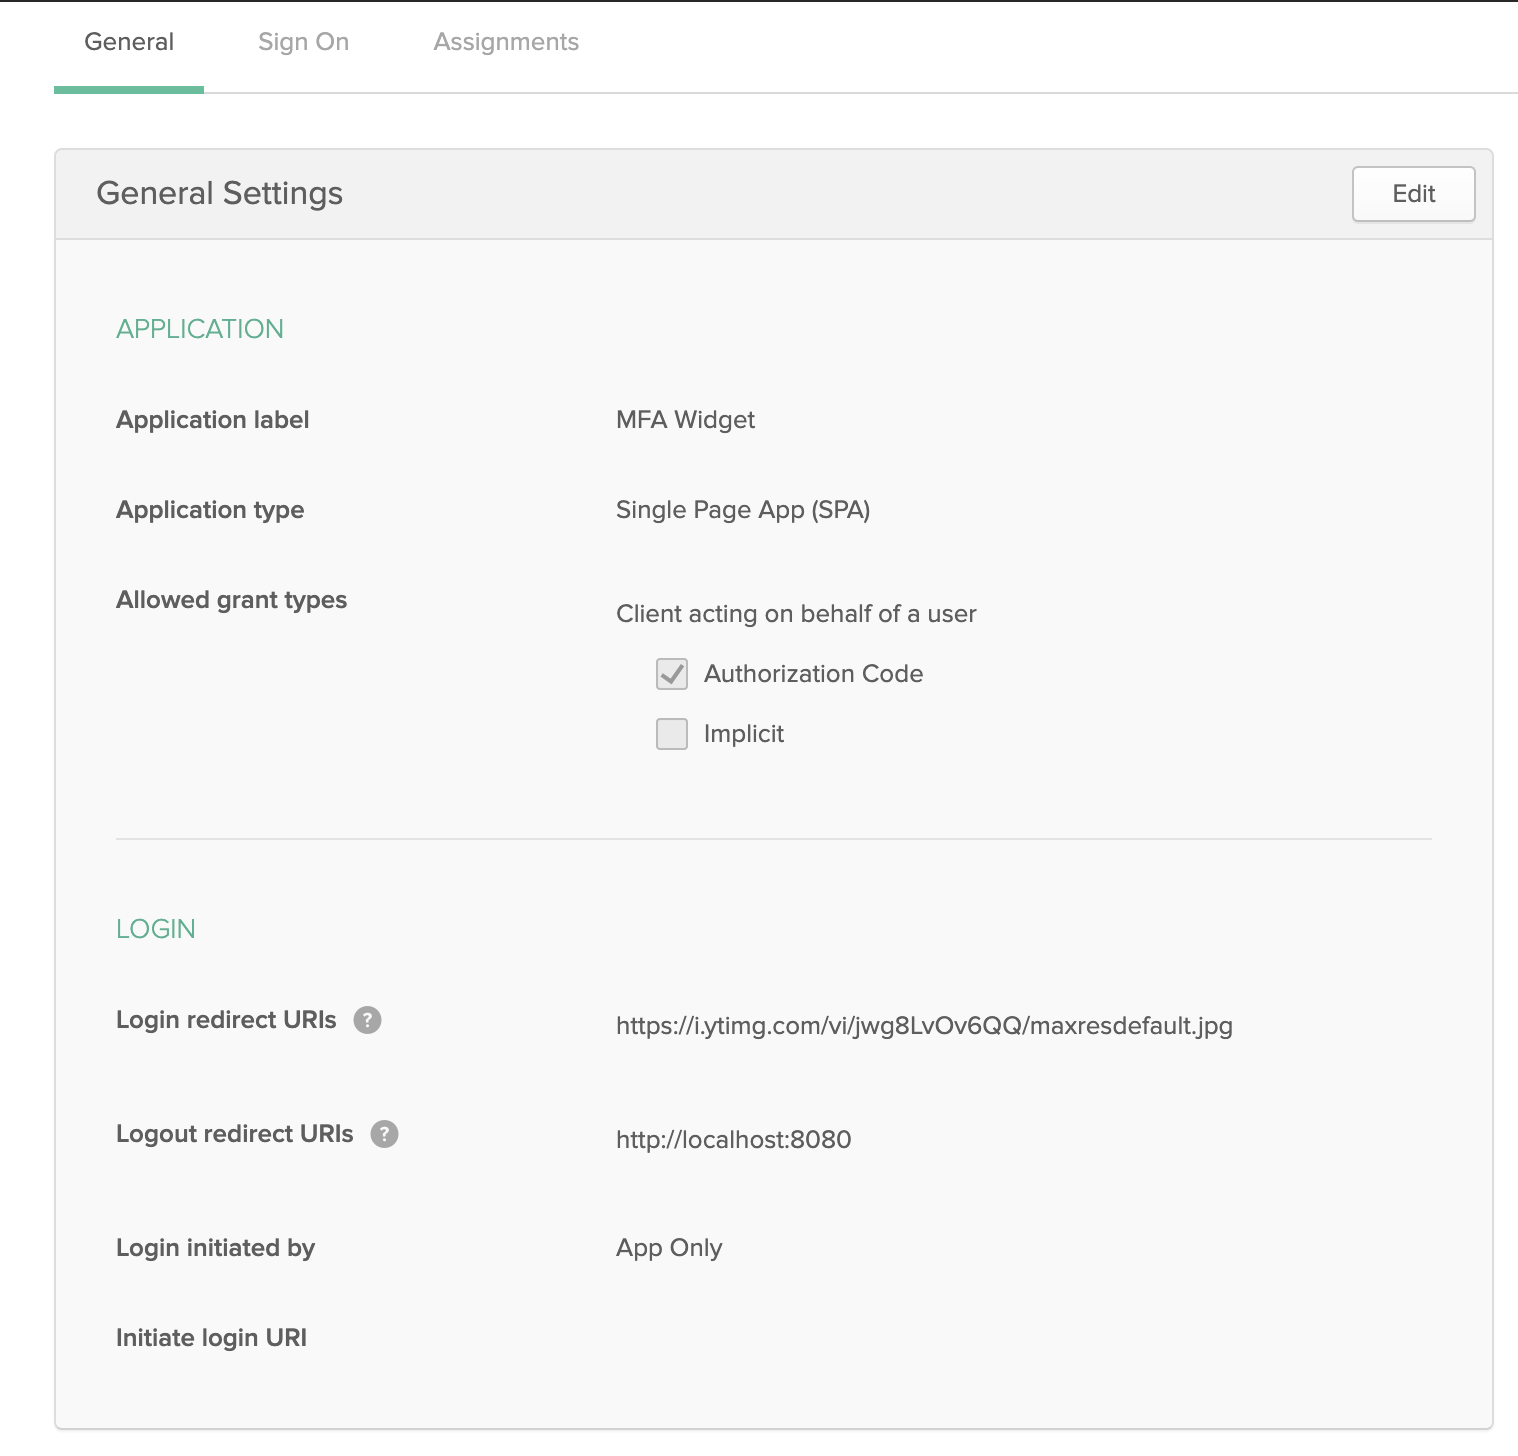 General Sign On Assignments
General Settings
Edit
APPLICATION
Application label MFA Widget
Application type Single Page App (SPA)
Allowed grant types Client acting on behalf of a user
Authorization Code
Implicit
LOGIN
Login redirect URIs ? https://i.ytimg.com/vi/jwg8LvOv6QQ/maxresdefault.jpg
Logout redirect URIs ? http://localhost:8080
Login initiated by App Only
Initiate login URI